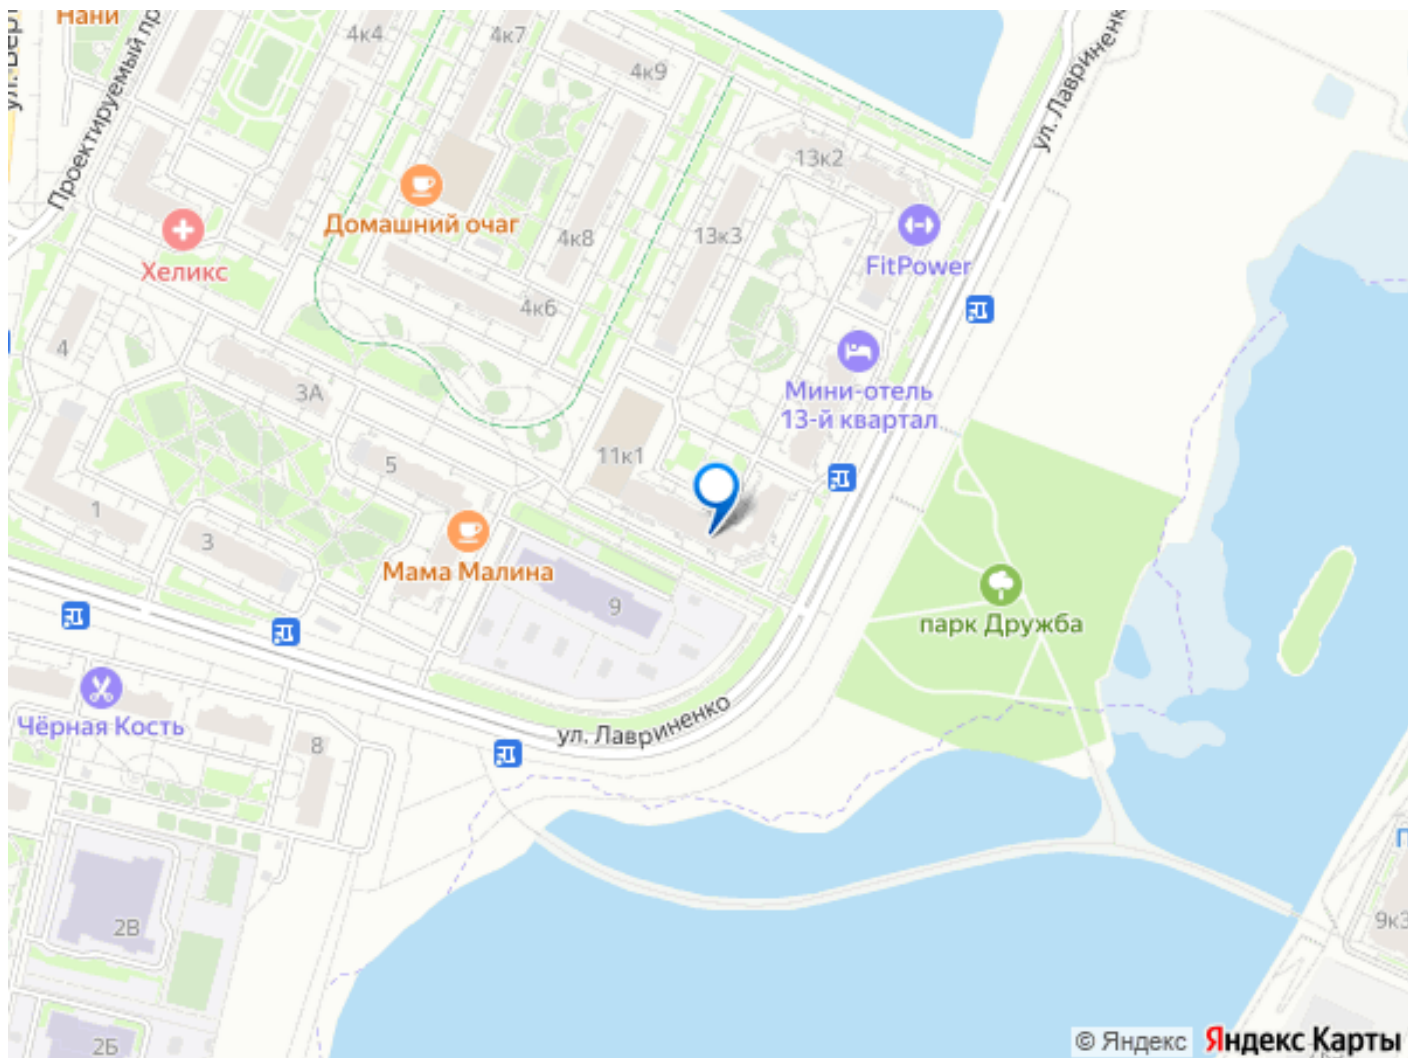 Нани
4к4
4к7
4к9
ул. Лавриненко
Проектируемый пр
13к2
Домашний очаг
4к8
13к3
FitPower
Хеликс
4к6
4
3А
Мини-отель
13-й квартал
11к1
5
1
3
Мама Малина
9
парк Дружба
Чёрная Кость
8
ул. Лавриненко
2В
9к3
2Б
© Яндекс
Яндекс Карты